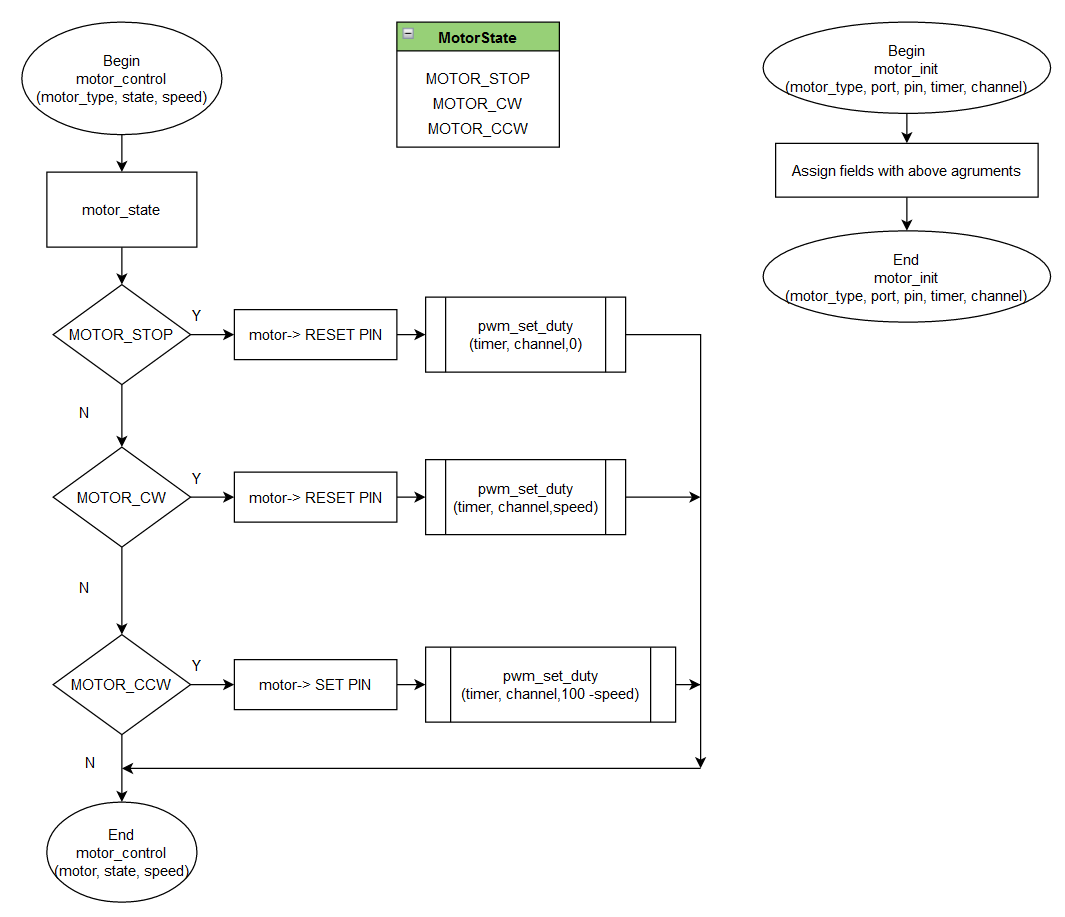 Begin
motor_control
(motor_type, state, speed)
motor_state
MOTOR_STOP
Y
motor-> RESET PIN
pwm_set_duty
(timer, channel,0)
N
MOTOR_CW
Y
motor-> RESET PIN
pwm_set_duty
(timer, channel,speed)
N
MOTOR_CCW
Y
motor-> SET PIN
pwm_set_duty
(timer, channel,100 -speed)
N
End
motor_control
(motor, state, speed)
MotorState
MOTOR_STOP
MOTOR_CW
MOTOR_CCW
Begin
motor_init
(motor_type, port, pin, timer, channel)
Assign fields with above agruments
End
motor_init
(motor_type, port, pin, timer, channel)